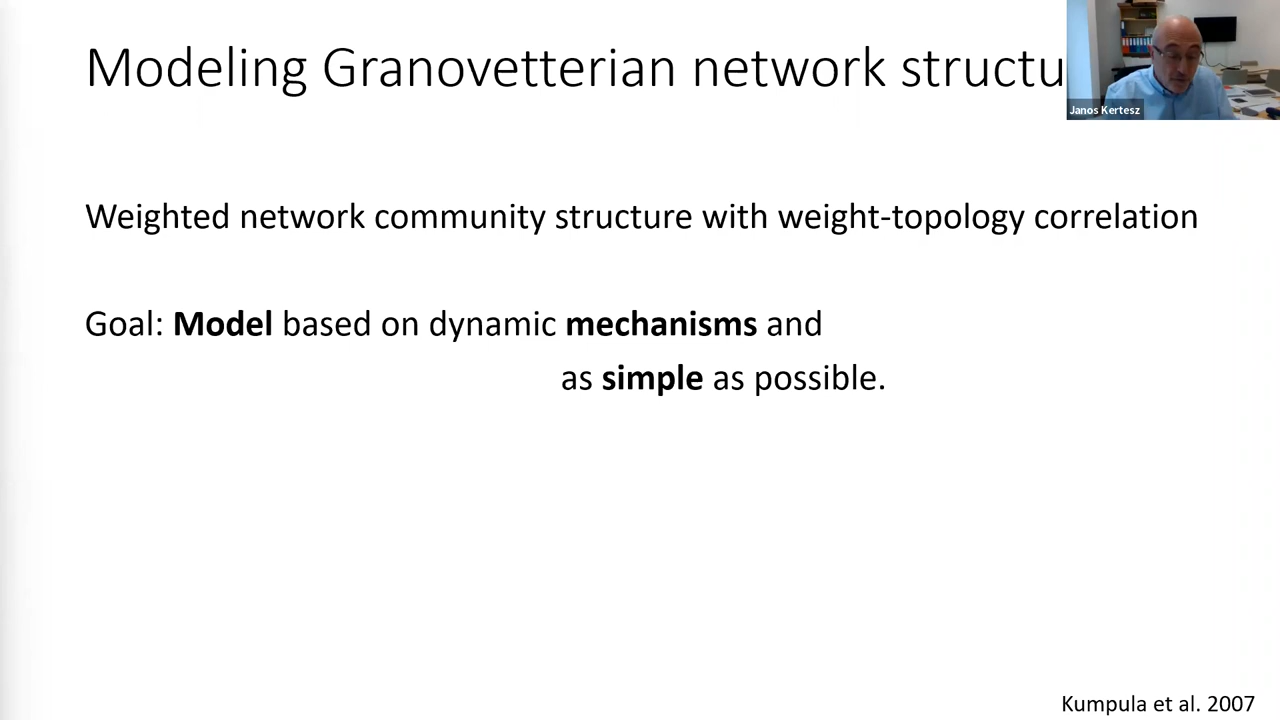 Modeling Granovetterian network structu
Janos Kertesz
Weighted network community structure with weight-topology correlation
Goal: Model based on dynamic mechanisms and
as simple as possible.
Kumpula et al. 2007